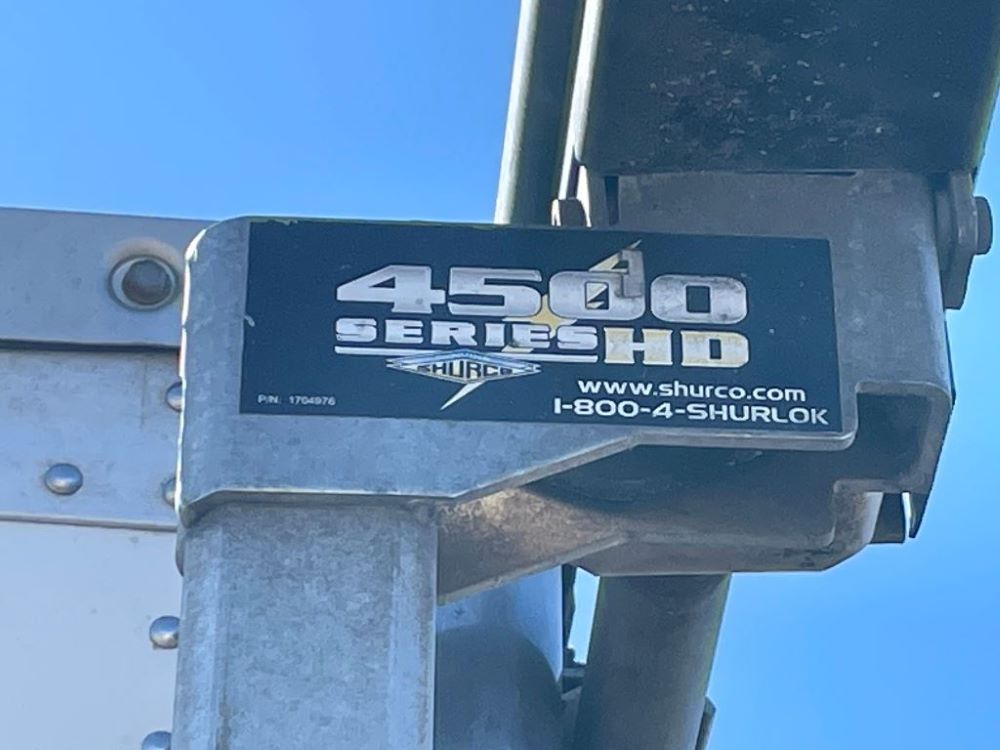 4500
SERIES HD
SHURCO
www.shurco.com
P/N: 1704976
1-800-4-SHURLOK